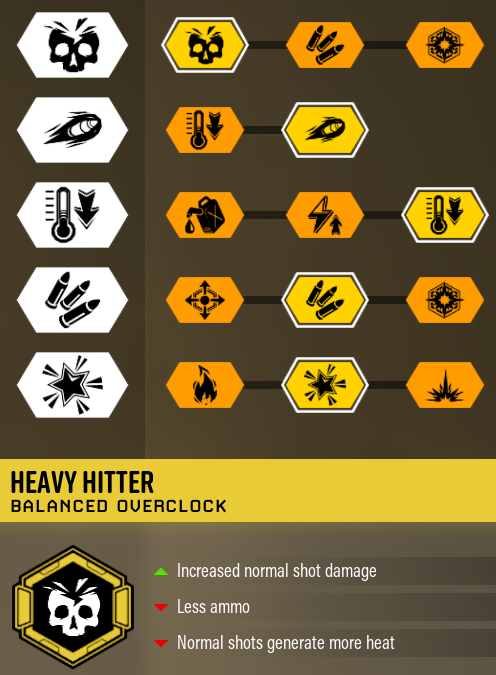 HEAVY HITTER
BALANCED OVERCLOCK
Increased normal shot damage
Less ammo
Normal shots generate more heat